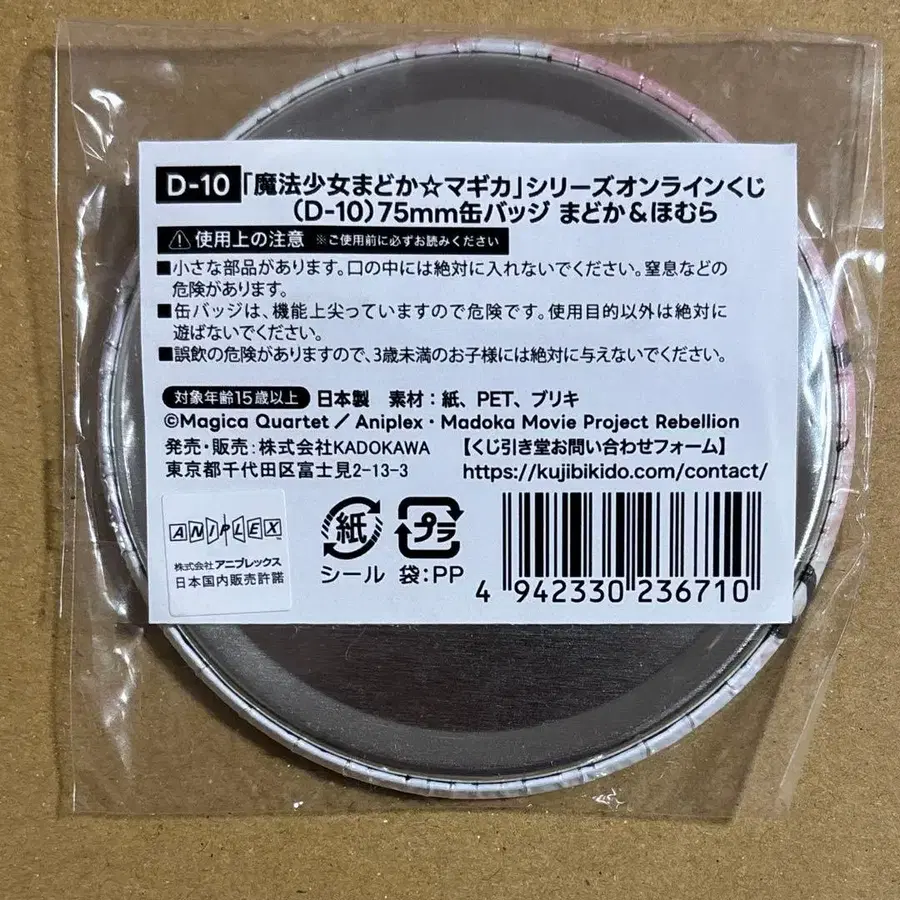 D-10 「魔法少女まどか☆マギカ」シリーズオンラインくじ
(D-10)75mm缶バッジ まどか&ほむら
使用上の注意 ※ご使用前に必ずお読みください
■小さな部品があります。口の中には絶対に入れないでください。窒息などの
危険があります。
■缶バッジは、機能上尖っていますので危険です。使用目的以外は絶対に
遊ばないでください。
■誤飲の危険がありますので、3歳未満のお子様には絶対に与えないでください。
対象年齢15歳以上 日本製 素材:紙、PET、ブリキ
©Magica Quartet/Aniplex・Madoka Movie Project Rebellion
発売・販売:株式会社KADOKAWA 【くじ引き堂お問い合わせフォーム】
東京都千代田区富士見2-13-3 https://kujibikido.com/contact/
ANIPLEX
株式会社 アニプレックス
日本国内販売許諾
紙 プラ
シール 袋:PP
4 942330 236710